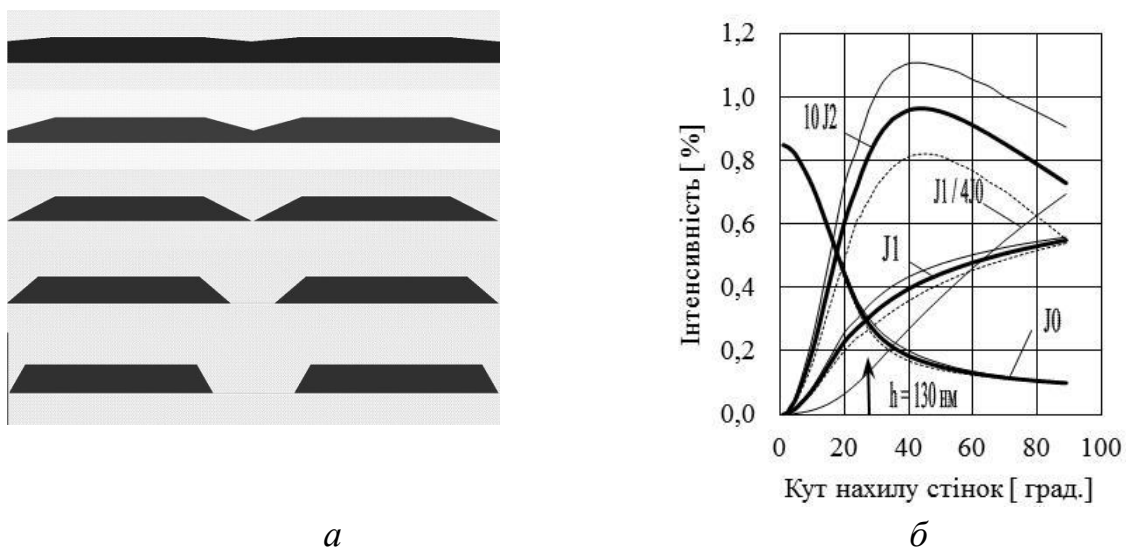 1,2
1,0
0,8
0,6
0,4
0,2
0,0
Інтенсивність [ %]
10 J2
J1 / 4J0
J1
J0
h = 130 нм
0 20 40 60 80 100
Кут нахилу стінок [ град.]
а б